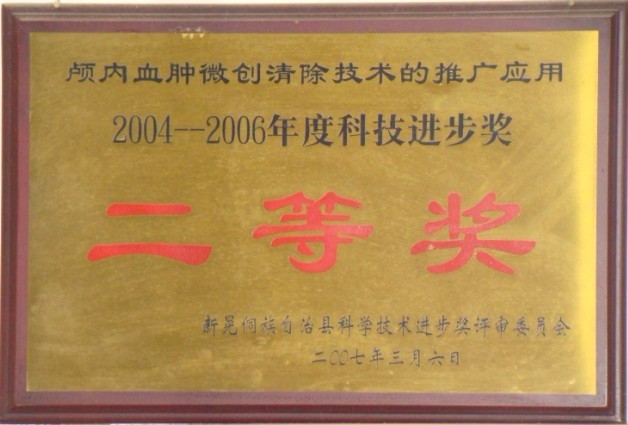 颅内血肿微创清除技术的推广应用
2004--2006年度科技进步奖
二等奖
新晃侗族自治县科学技术进步奖评审委员会
二00七年三月六日